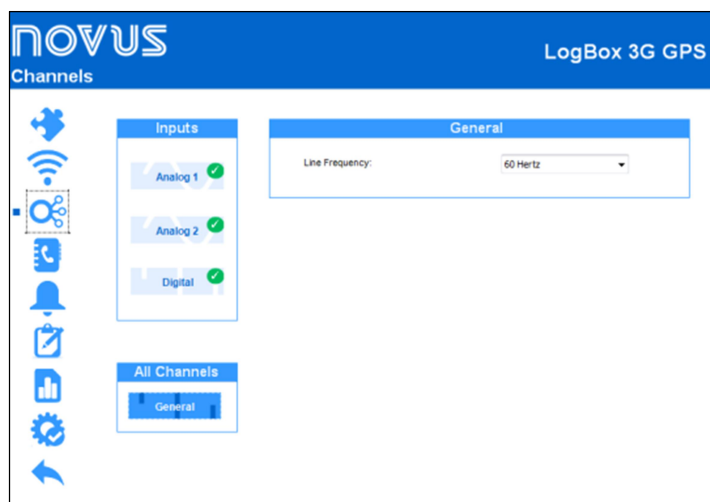 NOVUS
LogBox 3G GPS
Channels
Inputs
Analog 1
Analog 2
Digital
All Channels
General
General
Line Frequency:
60 Hertz